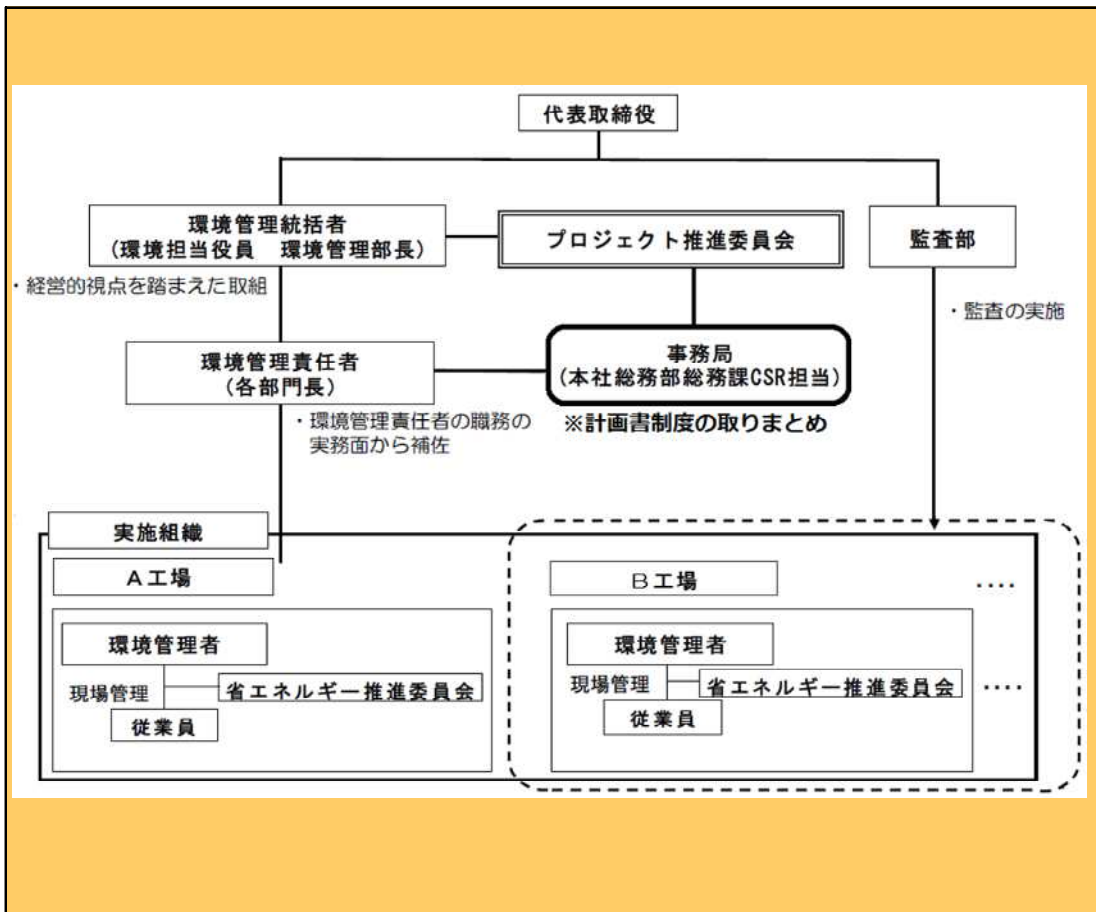 代表取締役
環境管理統括者
(環境担当役員 環境管理部長)
プロジェクト推進委員会
監査部
・経営的視点を踏まえた取組
・監査の実施
環境管理責任者
(各部門長)
事務局
(本社総務部総務課CSR担当)
・環境管理責任者の職務の
実務面から補佐
※計画書制度の取りまとめ
実施組織
A工場
環境管理者
現場管理
省エネルギー推進委員会
従業員
B工場
‥‥
環境管理者
現場管理
省エネルギー推進委員会
‥‥
従業員